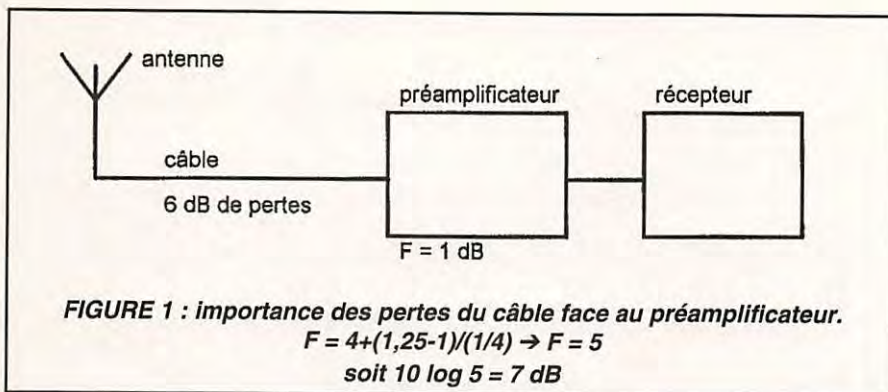 antenne
préamplificateur
récepteur
câble
6 dB de pertes
F = 1 dB
FIGURE 1 : importance des pertes du câble face au préamplificateur.
F = 4+(1,25-1)/(1/4) → F = 5
soit 10 log 5 = 7 dB